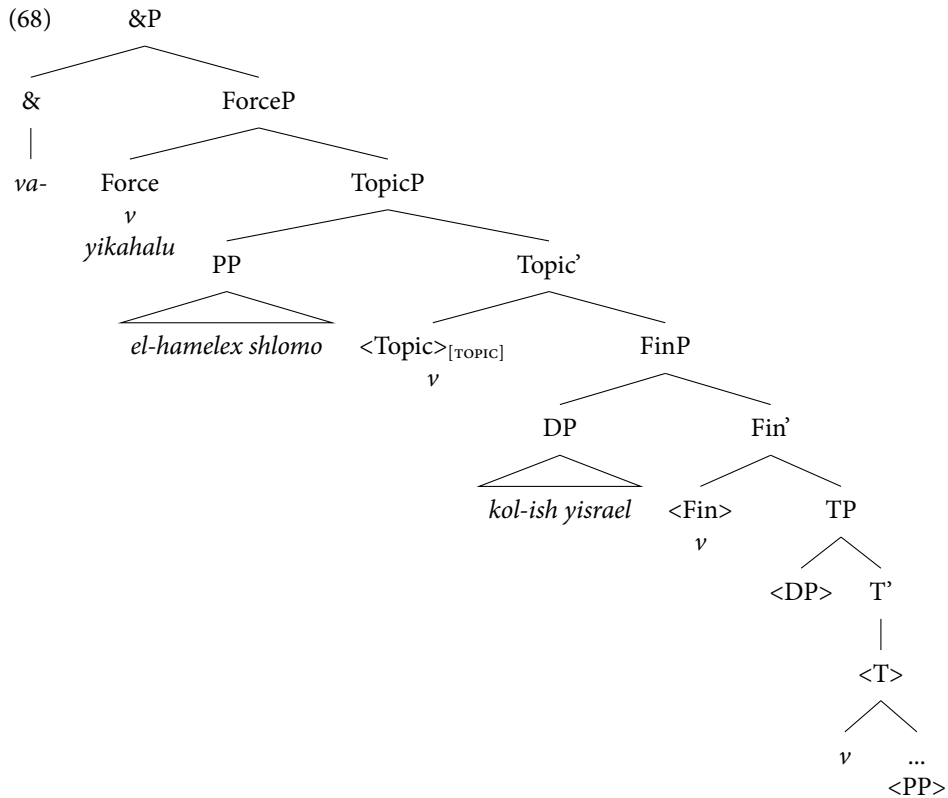 (68) &P
& ForceP
va- Force TopicP
v
yikahalu
PP Topic’
el-hamelex shlomo <Topic>[TOPIC] FinP
v
DP Fin’
kol-ish yisrael <Fin> TP
v
<DP> T’
<T>
v ...
<PP>